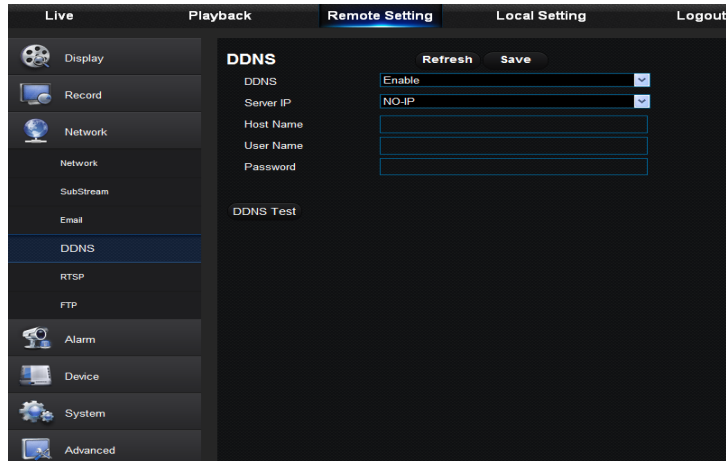 Live Playback Remote Setting Local Setting Logout
Display
Record
Network
Network
SubStream
Email
DDNS
RTSP
FTP
Alarm
Device
System
Advanced
DDNS Refresh Save
DDNS Enable
Server IP NO-IP
Host Name
User Name
Password
DDNS Test